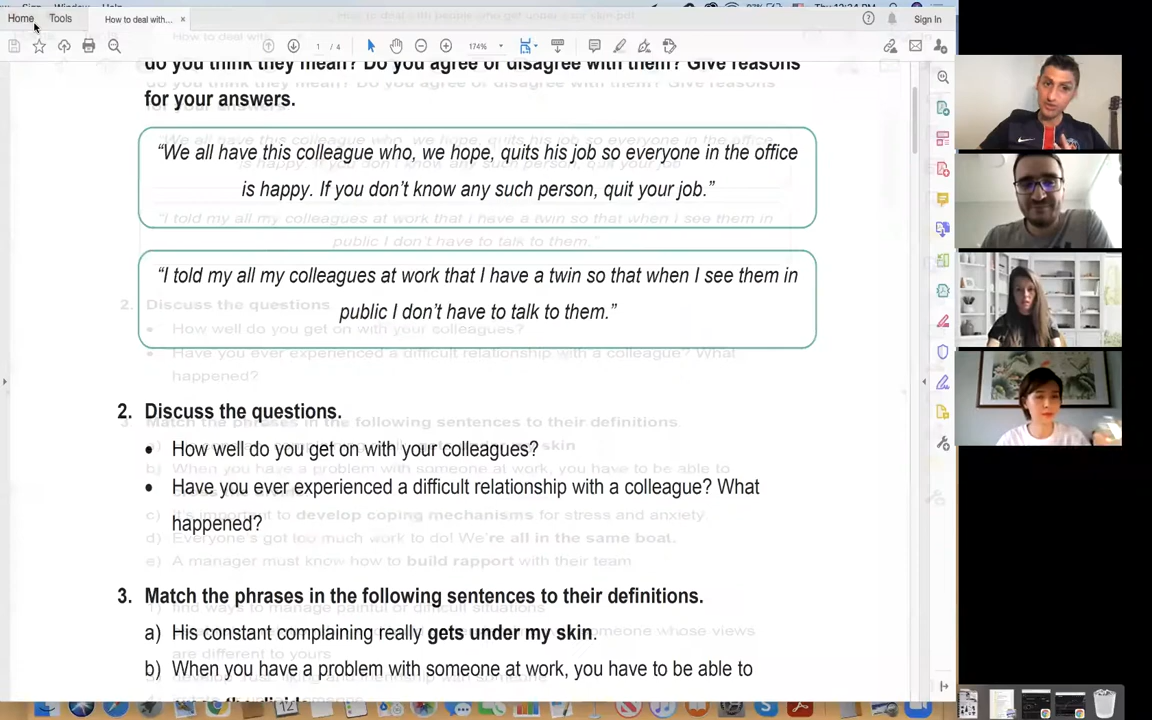 Home
Tools
How to deal with...
Sign In
1 / 4
174%
do you think they mean? Do you agree or disagree with them? Give reasons
for your answers.
“We all have this colleague who, we hope, quits his job so everyone in the office
is happy. If you don’t know any such person, quit your job.”
“I told my all my colleagues at work that I have a twin so that when I see them in
public I don’t have to talk to them.”
2. Discuss the questions.
• How well do you get on with your colleagues?
• Have you ever experienced a difficult relationship with a colleague? What
happened?
3. Match the phrases in the following sentences to their definitions.
a) His constant complaining really gets under my skin.
b) When you have a problem with someone at work, you have to be able to